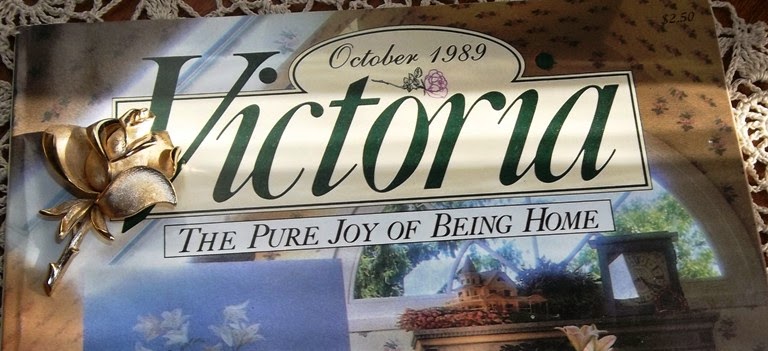 $2.50
October 1989
Victoria
THE PURE JOY OF BEING HOME